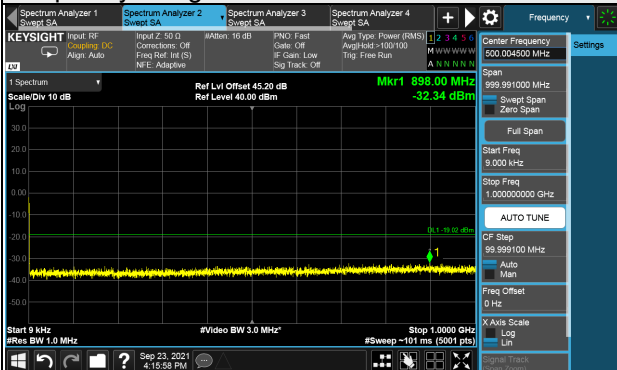 Spectrum Analyzer 1
Swept SA
Spectrum Analyzer 2
Swept SA
Spectrum Analyzer 3
Swept SA
Spectrum Analyzer 4
Swept SA
+
Frequency
KEYSIGHT
Input: RF
Coupling: DC
Align: Auto
Input Z: 50 Ω
Corrections: Off
Freq Ref: Int (S)
NFE: Adaptive
#Atten: 16 dB
PNO: Fast
Gate: Off
IF Gain: Low
Sig Track: Off
Avg Type: Power (RMS)
Avg|Hold:>100/100
Trig: Free Run
1 2 3 4 5 6
M W W W W W
A N N N N N
LXI
1 Spectrum
Scale/Div 10 dB
Log
Ref Lvl Offset 45.20 dB
Ref Level 40.00 dBm
Mkr1 898.00 MHz
-32.34 dBm
30.0
20.0
10.0
0.00
-10.0
-20.0
-30.0
-40.0
-50.0
DL1 -19.02 dBm
1
Start 9 kHz
#Res BW 1.0 MHz
#Video BW 3.0 MHz*
Stop 1.0000 GHz
#Sweep ~101 ms (5001 pts)
Sep 23, 2021
4:15:58 PM
Center Frequency
500.004500 MHz
Settings
Span
999.991000 MHz
Swept Span
Zero Span
Full Span
Start Freq
9.000 kHz
Stop Freq
1.000000000 GHz
AUTO TUNE
CF Step
99.999100 MHz
Auto
Man
Freq Offset
0 Hz
X Axis Scale
Log
Lin
Signal Track
(Span Zoom)